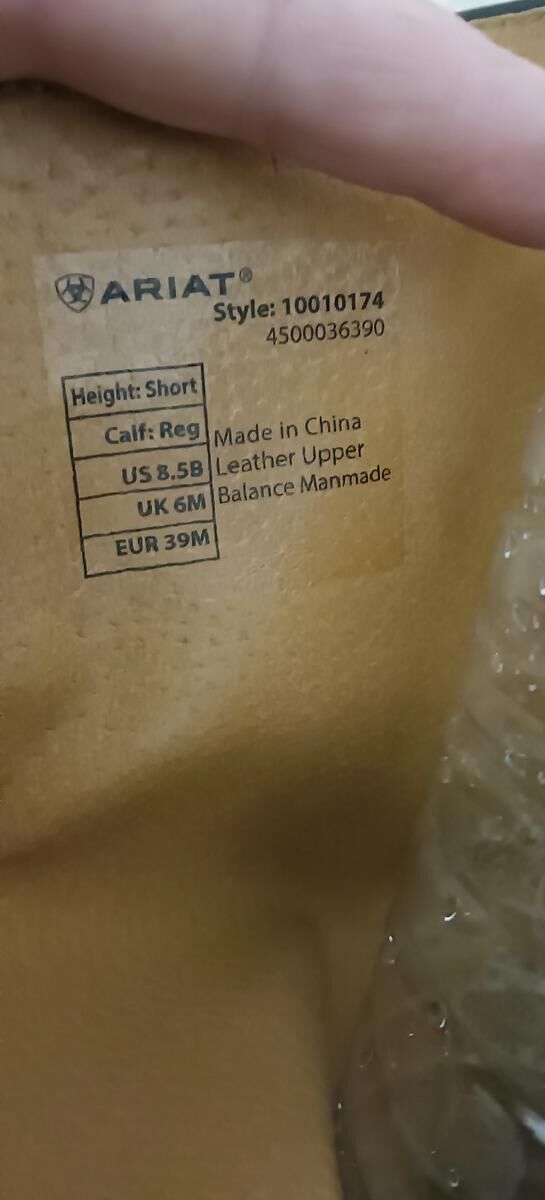 ARIAT®
Style: 10010174
4500036390
Height: Short
Calf: Reg
US 8.5B
UK 6M
EUR 39M
Made in China
Leather Upper
Balance Manmade